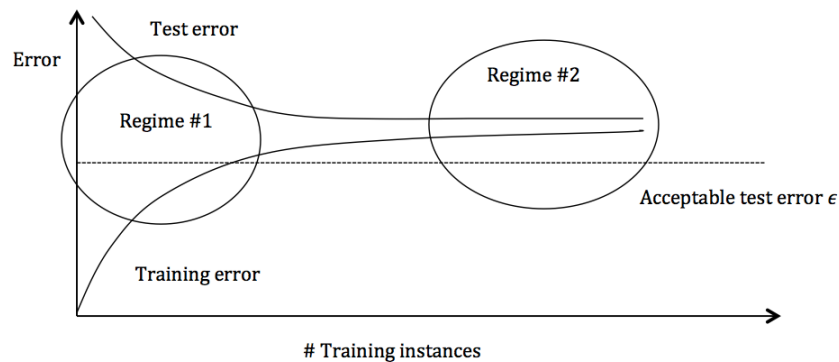 Test error
Error
Regime #2
Regime #1
Acceptable test error ϵ
Training error
# Training instances